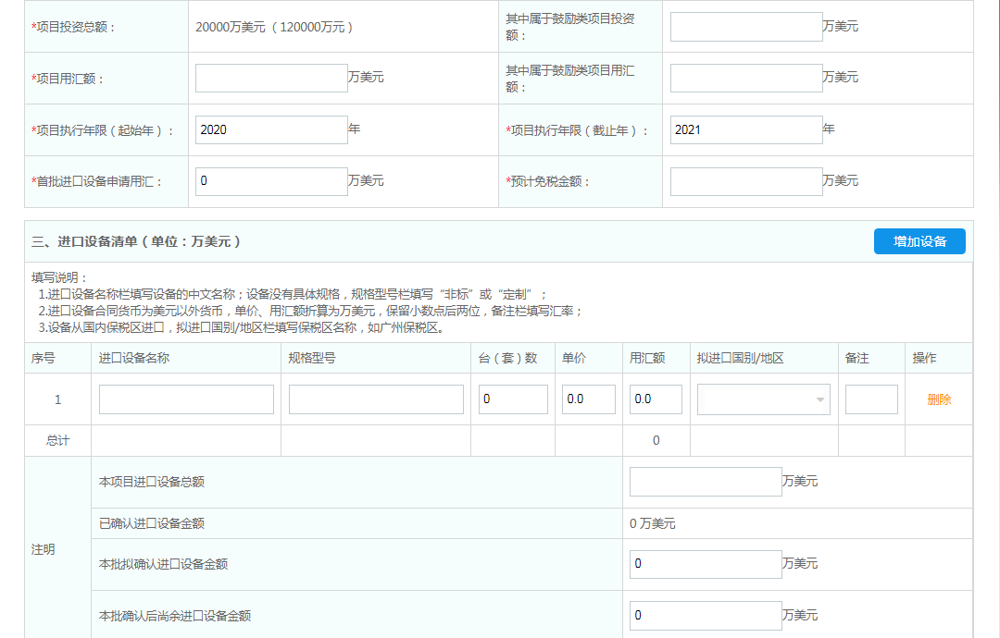 *项目投资总额： 20000万美元（120000万元） 其中属于鼓励类项目投资额： 万美元
*项目用汇额： 万美元 其中属于鼓励类项目用汇额： 万美元
*项目执行年限（起始年）： 2020 年 *项目执行年限（截止年）： 2021 年
*首批进口设备申请用汇： 0 万美元 *预计免税金额： 万美元
三、进口设备清单（单位：万美元） 增加设备
填写说明：
1.进口设备名称栏填写设备的中文名称；设备没有具体规格，规格型号栏填写“非标”或“定制”；
2.进口设备合同货币为美元以外货币，单价、用汇额折算为万美元，保留小数点后两位，备注栏填写汇率；
3.设备从国内保税区进口，拟进口国别/地区栏填写保税区名称，如广州保税区。
序号 进口设备名称 规格型号 台（套）数 单价 用汇额 拟进口国别/地区 备注 操作
1 0 0.0 0.0 删除
总计 0
注明
本项目进口设备总额 万美元
已确认进口设备金额 0 万美元
本批拟确认进口设备金额 0 万美元
本批确认后尚余进口设备金额 0 万美元